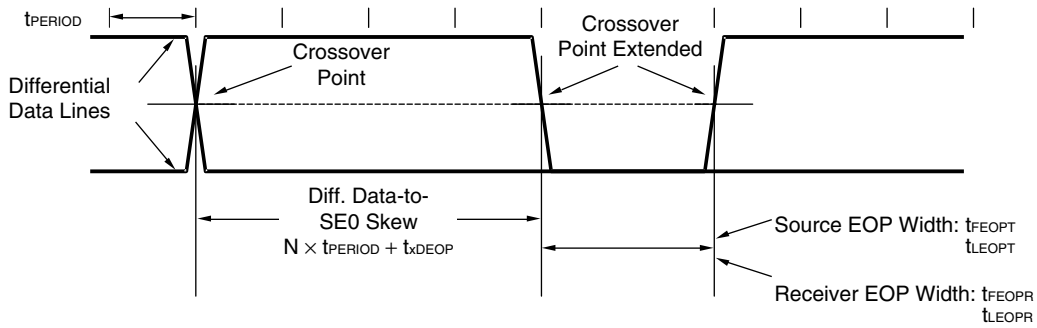 tPERIOD
Crossover
Point
Crossover
Point Extended
Differential
Data Lines
Diff. Data-to-
SE0 Skew
N × tPERIOD + txDEOP
Source EOP Width: tFEOPT
tLEOPT
Receiver EOP Width: tFEOPR
tLEOPR